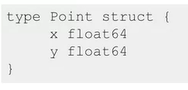 type Point struct {
    x float64
    y float64
}